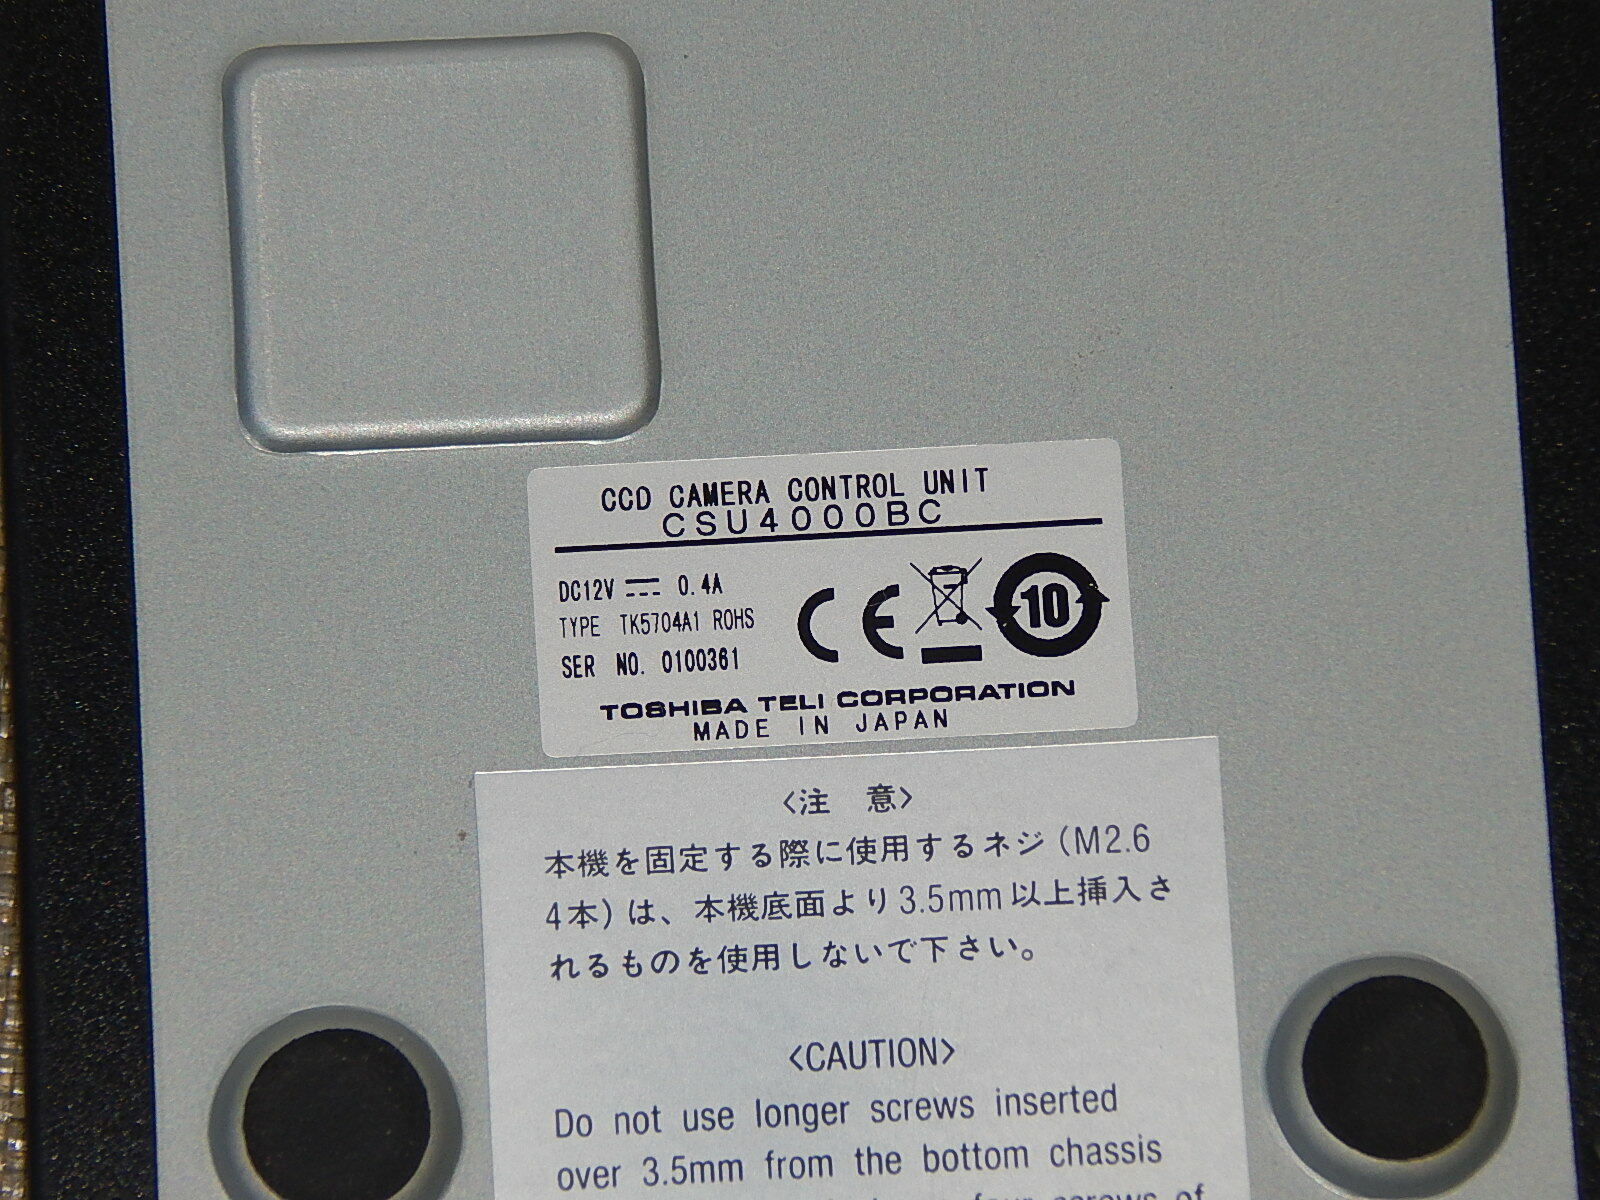 CCD CAMERA CONTROL UNIT
CSU4000BC
DC12V ⎓ 0.4A
TYPE TK5704A1 ROHS
SER NO. 0100361
CE
10
TOSHIBA TELI CORPORATION
MADE IN JAPAN
〈注 意〉
本機を固定する際に使用するネジ(M2.6
4本)は、本機底面より3.5mm以上挿入さ
れるものを使用しないで下さい。
〈CAUTION〉
Do not use longer screws inserted
over 3.5mm from the bottom chassis
four screws of